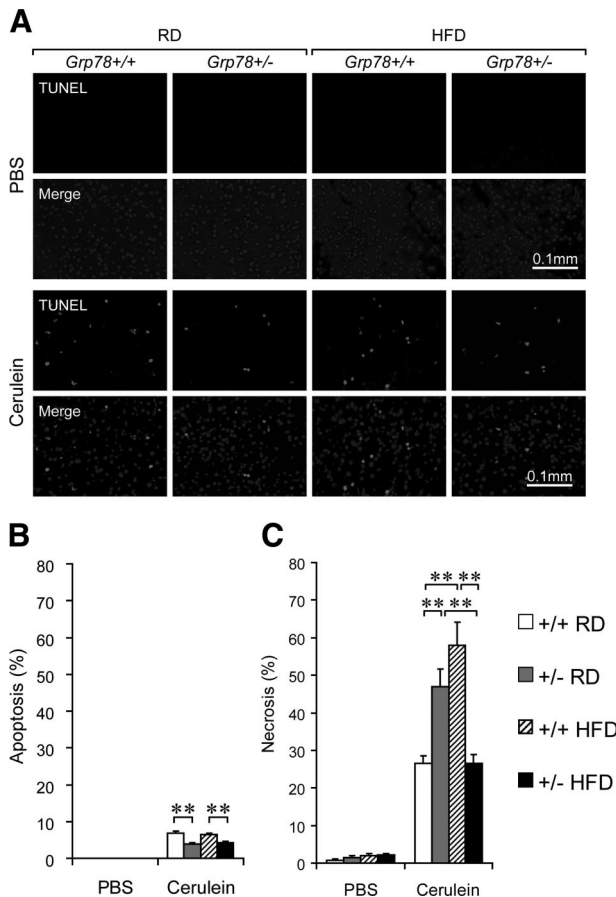 A
RD HFD
Grp78+/+ Grp78+/- Grp78+/+ Grp78+/-
PBS
TUNEL
Merge
0.1mm
Cerulein
TUNEL
Merge
0.1mm
B
Apoptosis (%)
80
70
60
50
40
30
20
10
0
** **
PBS Cerulein
C
Necrosis (%)
80
70
60
50
40
30
20
10
0
** **
** **
PBS Cerulein
+/+ RD
+/- RD
+/+ HFD
+/- HFD